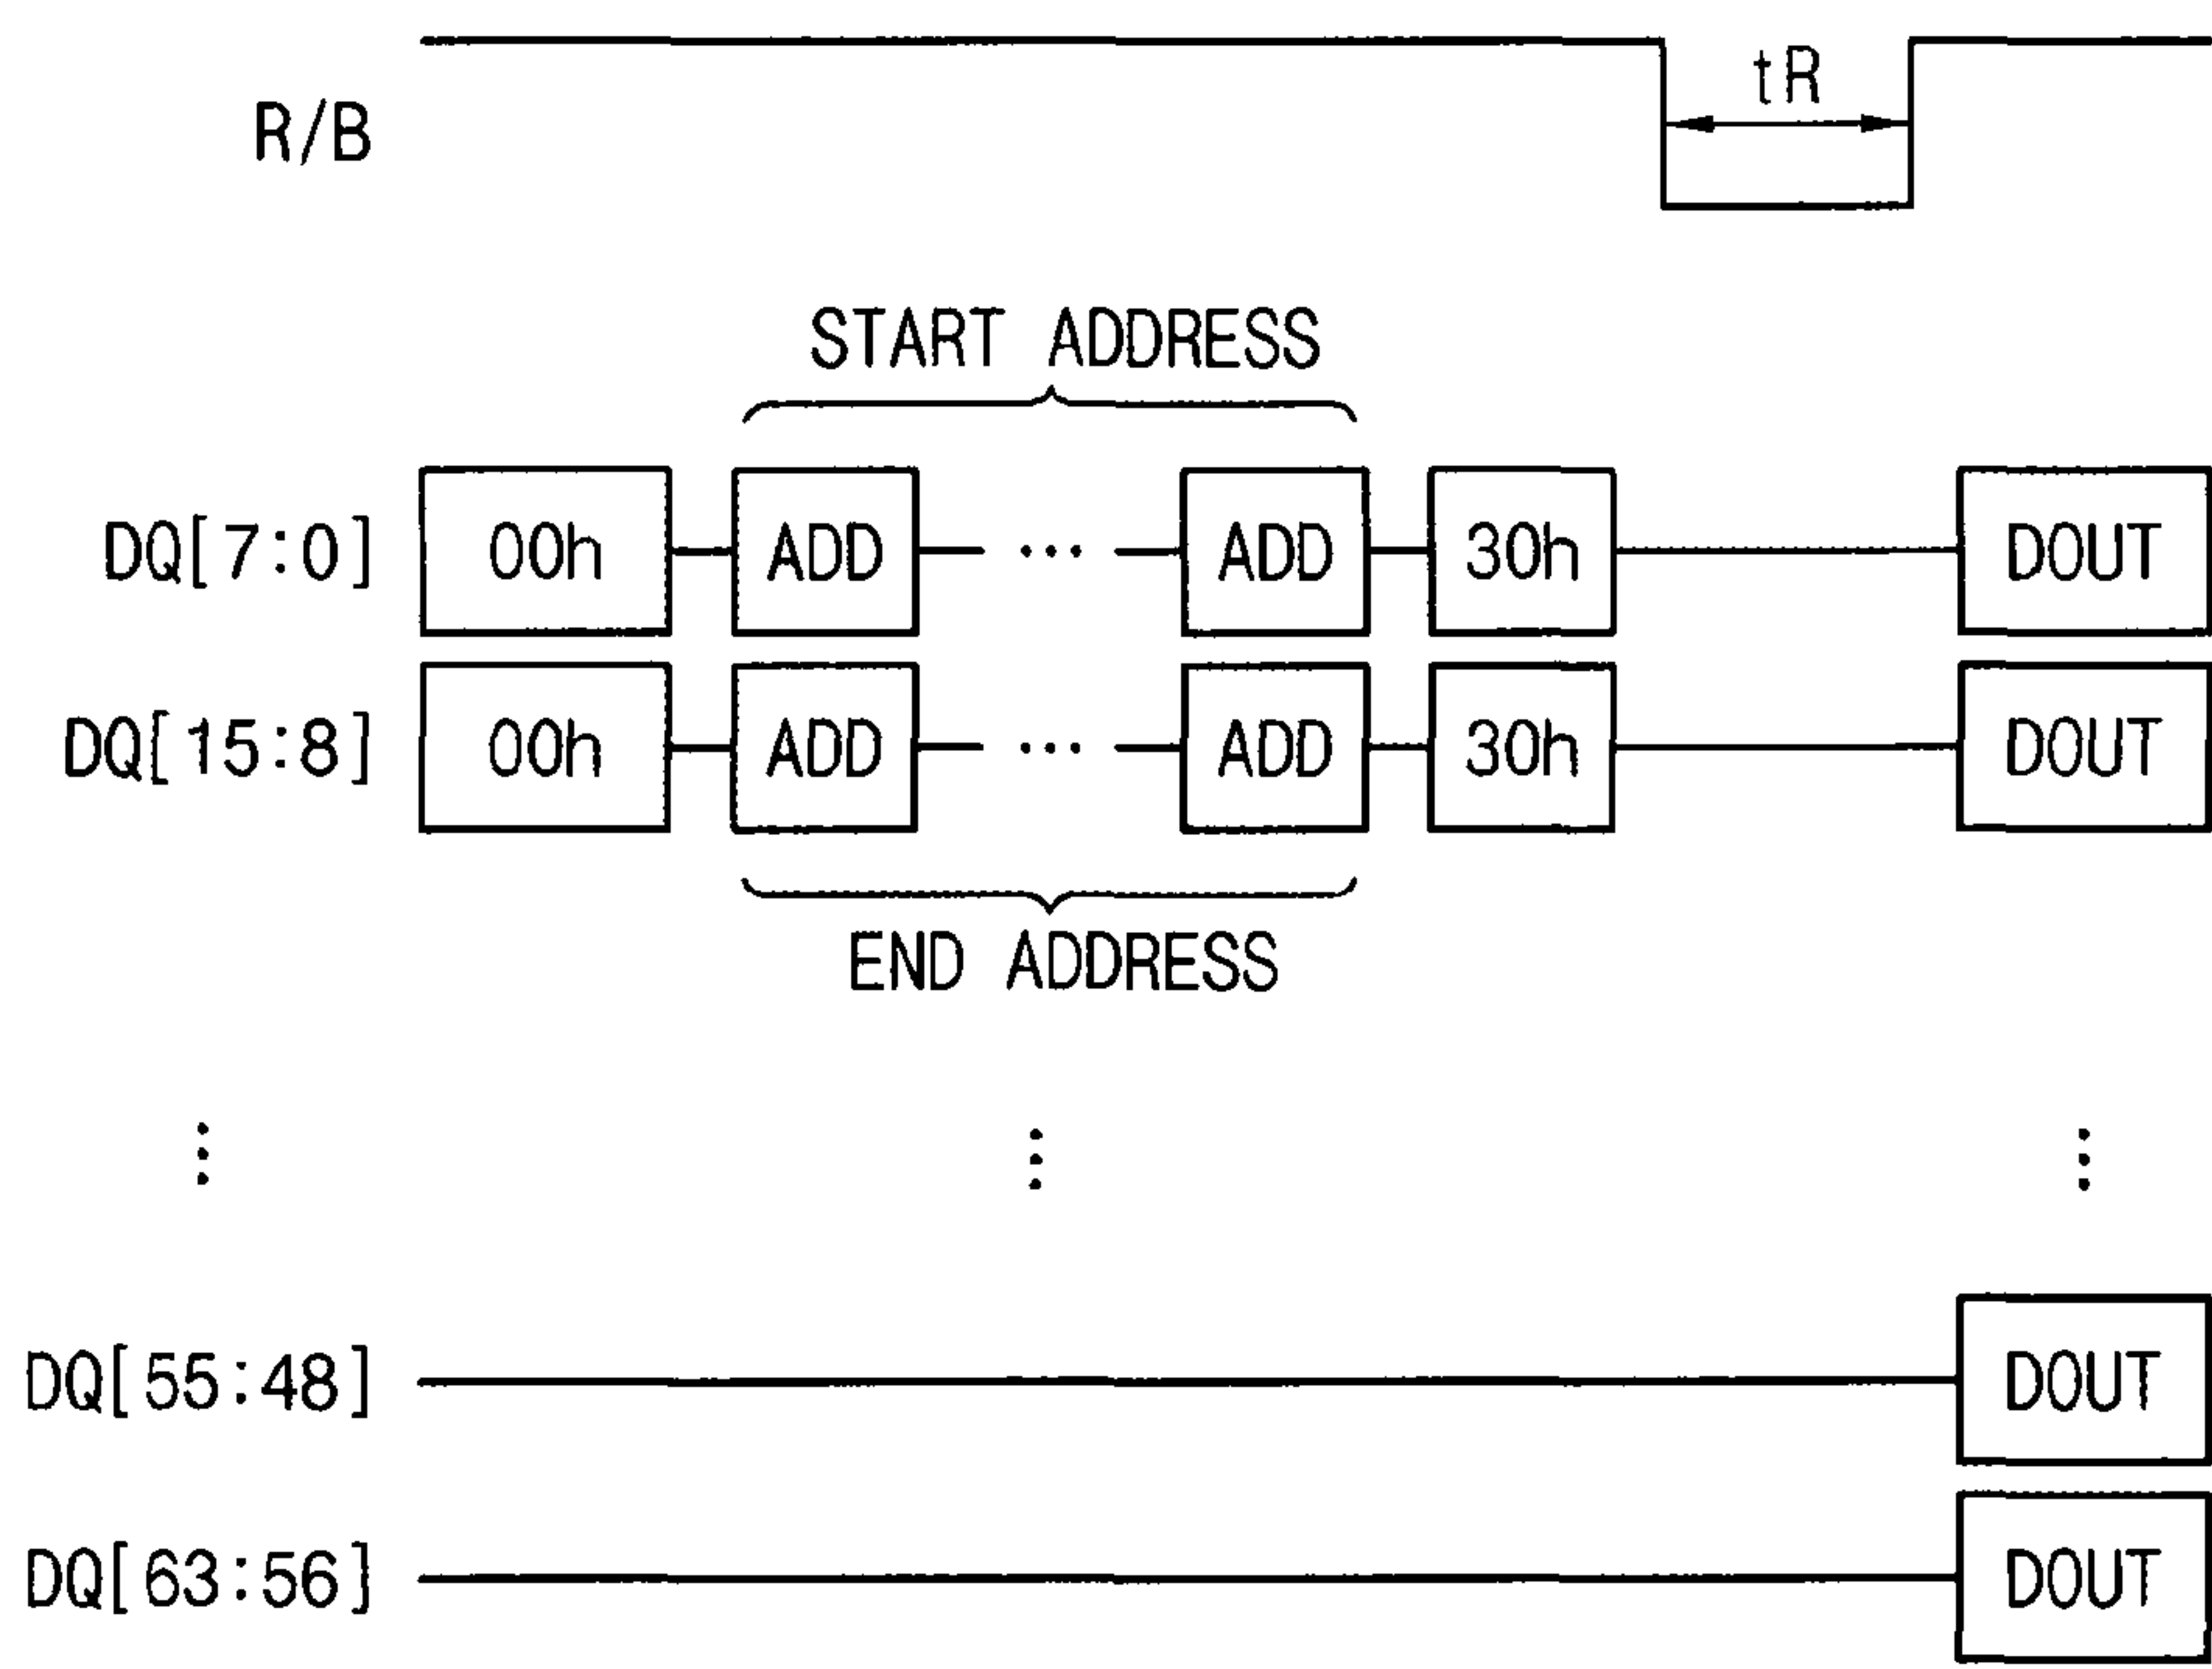 R/B
tR
START ADDRESS
DQ[7:0] 00h ADD ... ADD 30h DOUT
DQ[15:8] 00h ADD ... ADD 30h DOUT
END ADDRESS
DQ[55:48] DOUT
DQ[63:56] DOUT